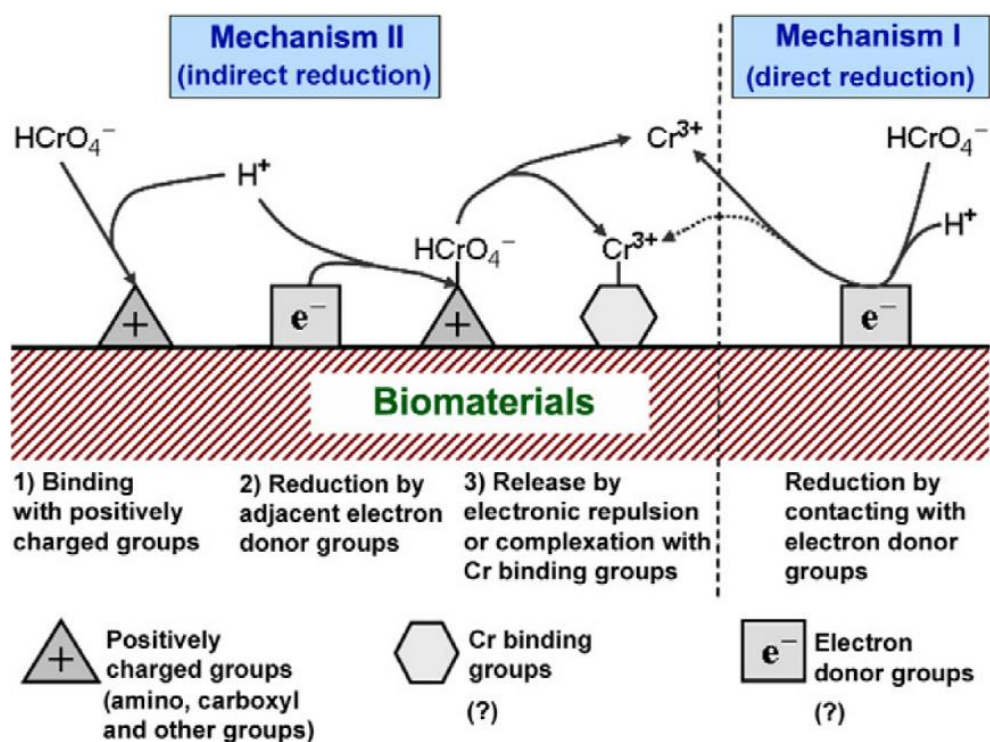 Mechanism II
(indirect reduction)
Mechanism I
(direct reduction)
HCrO₄⁻
H⁺
HCrO₄⁻
Cr³⁺
Cr³⁺
HCrO₄⁻
H⁺
+
e⁻
+
e⁻
Biomaterials
1) Binding
with positively
charged groups
2) Reduction by
adjacent electron
donor groups
3) Release by
electronic repulsion
or complexation with
Cr binding groups
Reduction by
contacting with
electron donor
groups
+
Positively
charged groups
(amino, carboxyl
and other groups)
Cr binding
groups
(?)
e⁻
Electron
donor groups
(?)